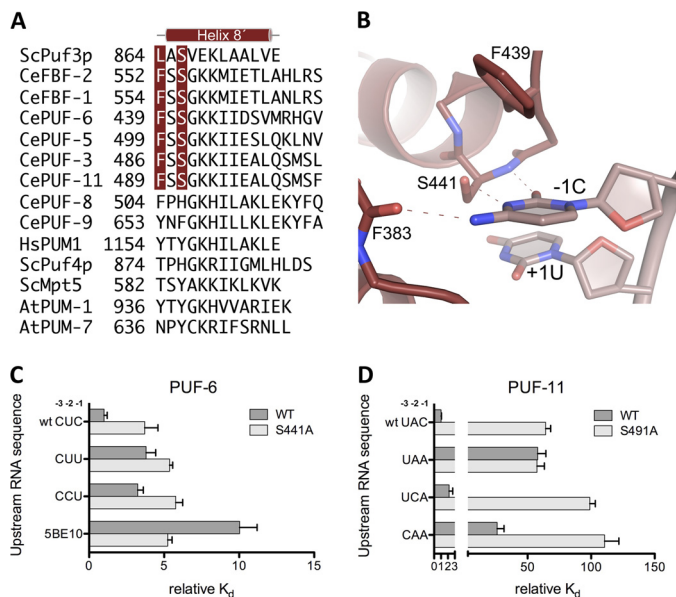 A
Helix 8´
ScPuf3p 864 LASVEKLAALVE
CeFBF-2 552 FSSGKKMIETLAHLRS
CeFBF-1 554 FSSGKKMIETLANLRS
CePUF-6 439 FSSGKIIDSVMRHGV
CePUF-5 499 FSSGKIIESLQKLNV
CePUF-3 486 FSSGKIIEALQSMSL
CePUF-11 489 FSSGKIIEALQSMSF
CePUF-8 504 FPHGKHILAKLEKYFQ
CePUF-9 653 YNFGKHILLKLEKYFA
HsPUM1 1154 YTYGKHILAKLE
ScPuf4p 874 TPHGKRIIGMLHLDS
ScMpt5 582 TSYAKKIKLKVK
AtPUM-1 936 YTYGKHVVARIEK
AtPUM-7 636 NPYCKRIFSRNLL
B
F439
S441
-1C
F383
+1U
C
PUF-6
-3 -2 -1
wt CUC
CUU
CCU
5BE10
WT
S441A
Upstream RNA sequence
0 5 10 15
relative Kd
D
PUF-11
-3 -2 -1
wt UAC
UAA
UCA
CAA
WT
S491A
Upstream RNA sequence
0 1 2 3 50 100 150
relative Kd